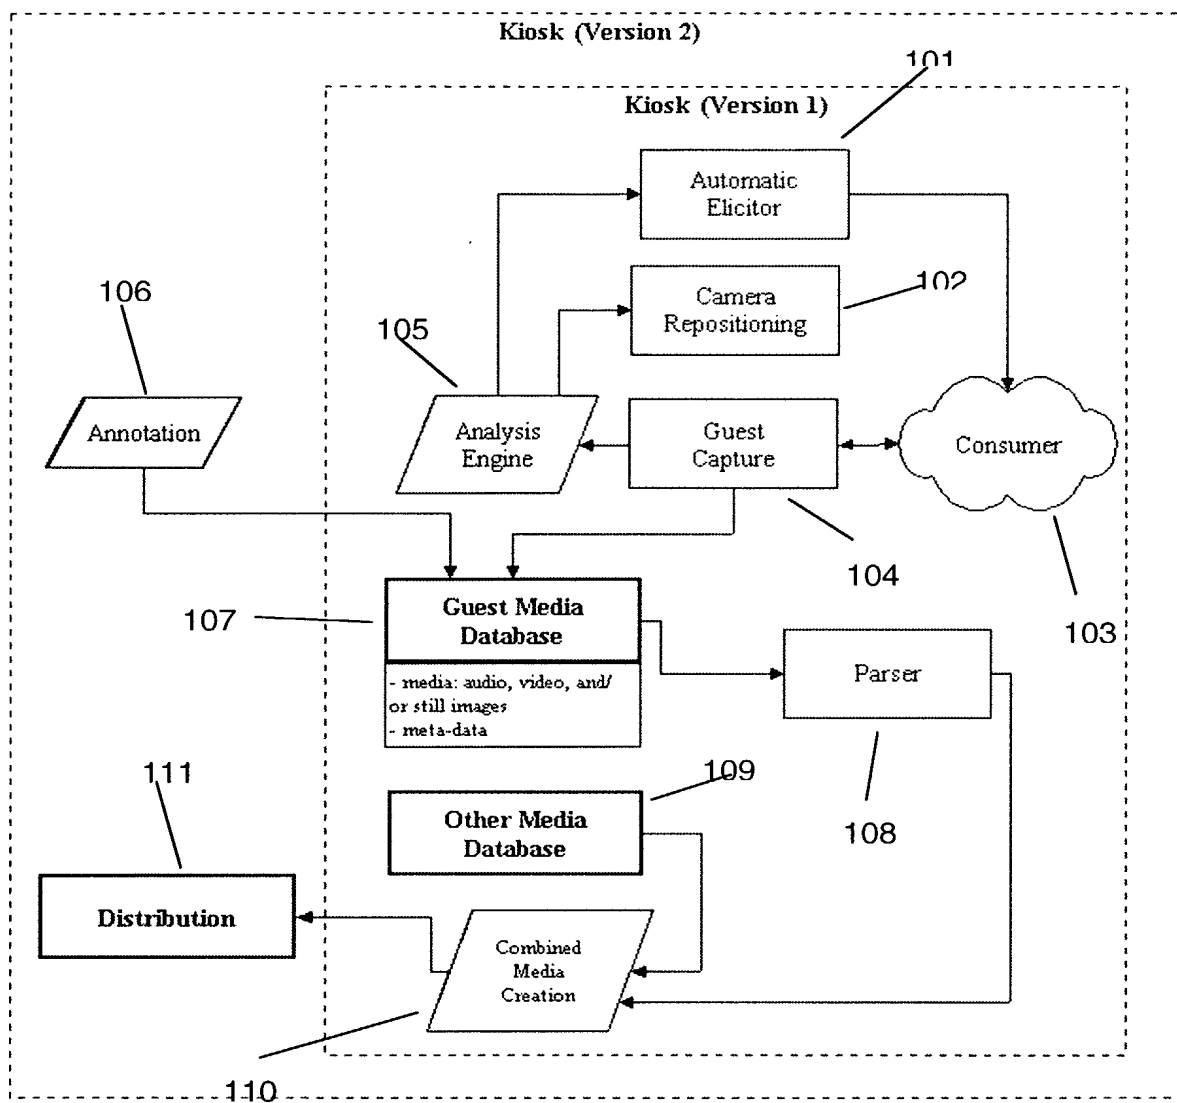 Kiosk (Version 2)
101
Kiosk (Version 1)
Automatic
Elicitor
102
Camera
Repositioning
106
105
Annotation
Analysis
Engine
Guest
Capture
Consumer
104
103
107
Guest Media
Database
- media: audio, video, and/
or still images
- meta-data
Parser
108
111
109
Other Media
Database
Distribution
Combined
Media
Creation
110